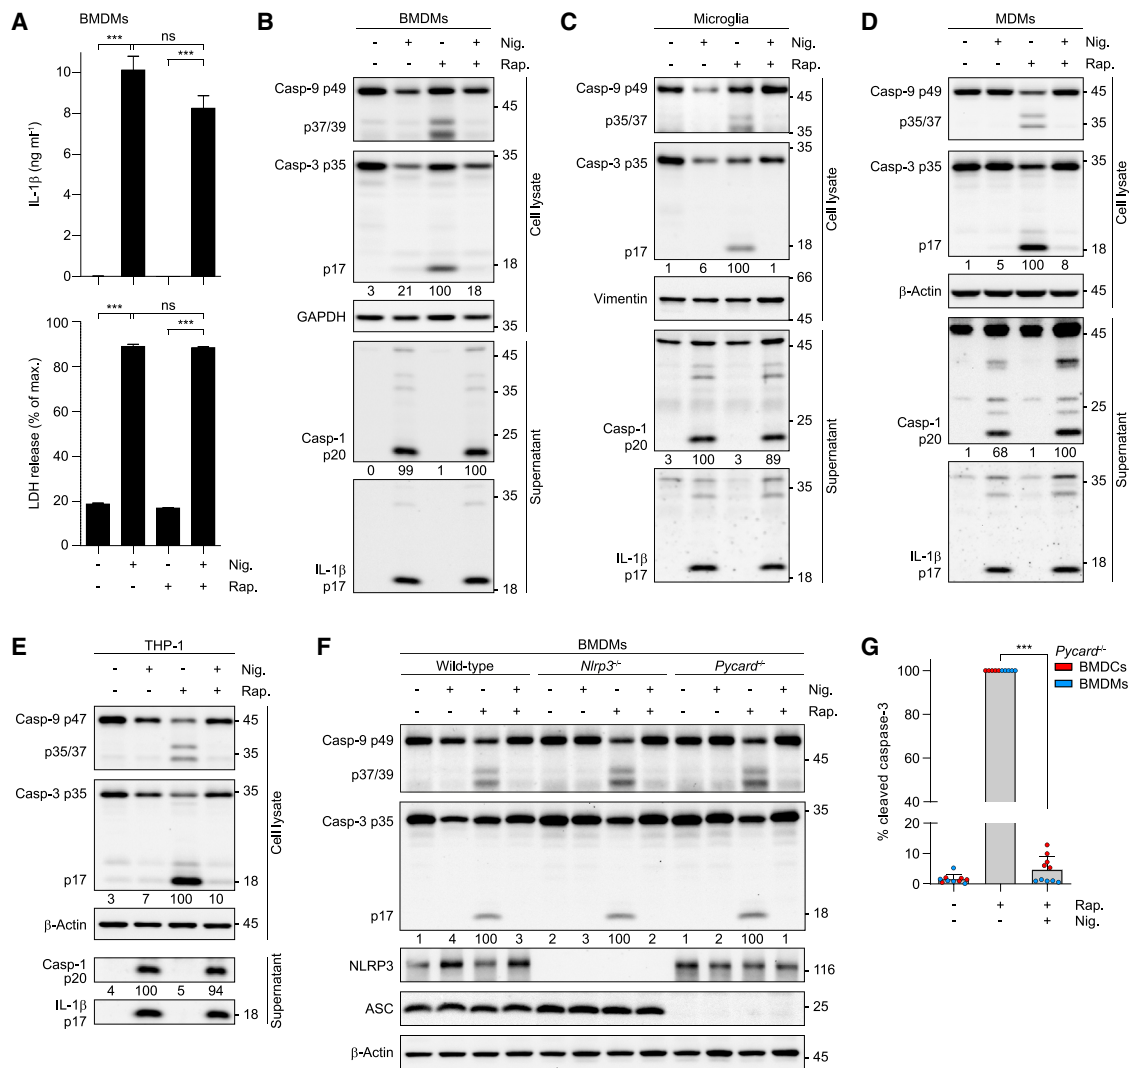 A
BMDMs
***
ns
***
IL-1β (ng ml⁻¹)
10
8
6
4
2
0
***
ns
***
LDH release (% of max.)
100
80
60
40
20
0
- + - + Nig.
- - + + Rap.
B
BMDMs
- + - + Nig.
- - + + Rap.
Casp-9 p49
45
p37/39
Casp-3 p35
35
p17
18
3 21 100 18
GAPDH
35
Cell lysate
45
35
25
Casp-1
p20
0 99 1 100
35
IL-1β
p17
18
Supernatant
C
Microglia
- + - + Nig.
- - + + Rap.
Casp-9 p49
45
p35/37
35
Casp-3 p35
35
p17
18
1 6 100 1
66
Vimentin
45
Cell lysate
45
35
25
Casp-1
p20
3 100 3 89
35
IL-1β
p17
18
Supernatant
D
MDMs
- + - + Nig.
- - + + Rap.
Casp-9 p49
45
p35/37
35
Casp-3 p35
35
p17
18
1 5 100 8
β-Actin
45
Cell lysate
45
25
Casp-1
p20
1 68 1 100
35
IL-1β
p17
18
Supernatant
E
THP-1
- + - + Nig.
- - + + Rap.
Casp-9 p47
45
p35/37
35
Casp-3 p35
35
p17
18
3 7 100 10
β-Actin
45
Cell lysate
Casp-1
p20
4 100 5 94
IL-1β
p17
18
Supernatant
F
BMDMs
Wild-type Nlrp3⁻/⁻ Pycard⁻/⁻
- + - + - + - + - + - + Nig.
- - + + - - + + - - + + Rap.
Casp-9 p49
45
p37/39
Casp-3 p35
35
p17
18
1 4 100 3 2 3 100 2 1 2 100 1
NLRP3
116
ASC
25
β-Actin
45
G
Pycard⁻/⁻
BMDCs
BMDMs
***
% cleaved caspase-3
100
80
60
40
20
10
0
- + + Rap.
- - + Nig.